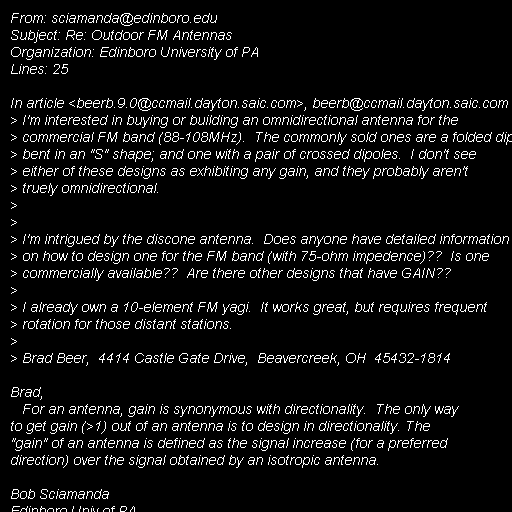 From: sciamanda@edinboro.edu
Subject: Re: Outdoor FM Antennas
Organization: Edinboro University of PA
Lines: 25

In article <beerb.9.0@ccmail.dayton.saic.com>, beerb@ccmail.dayton.saic.com
> I'm interested in buying or building an omnidirectional antenna for the
> commercial FM band (88-108MHz).  The commonly sold ones are a folded dip
> bent in an "S" shape; and one with a pair of crossed dipoles.  I don't see
> either of these designs as exhibiting any gain, and they probably aren't
> truely omnidirectional.
>
>
> I'm intrigued by the discone antenna.  Does anyone have detailed information
> on how to design one for the FM band (with 75-ohm impedence)??  Is one
> commercially available??  Are there other designs that have GAIN??
>
> I already own a 10-element FM yagi.  It works great, but requires frequent
> rotation for those distant stations.
>
> Brad Beer,  4414 Castle Gate Drive,  Beavercreek, OH  45432-1814

Brad,
   For an antenna, gain is synonymous with directionality.  The only way
to get gain (>1) out of an antenna is to design in directionality. The
"gain" of an antenna is defined as the signal increase (for a preferred
direction) over the signal obtained by an isotropic antenna.

Bob Sciamanda
Edinboro Univ of PA